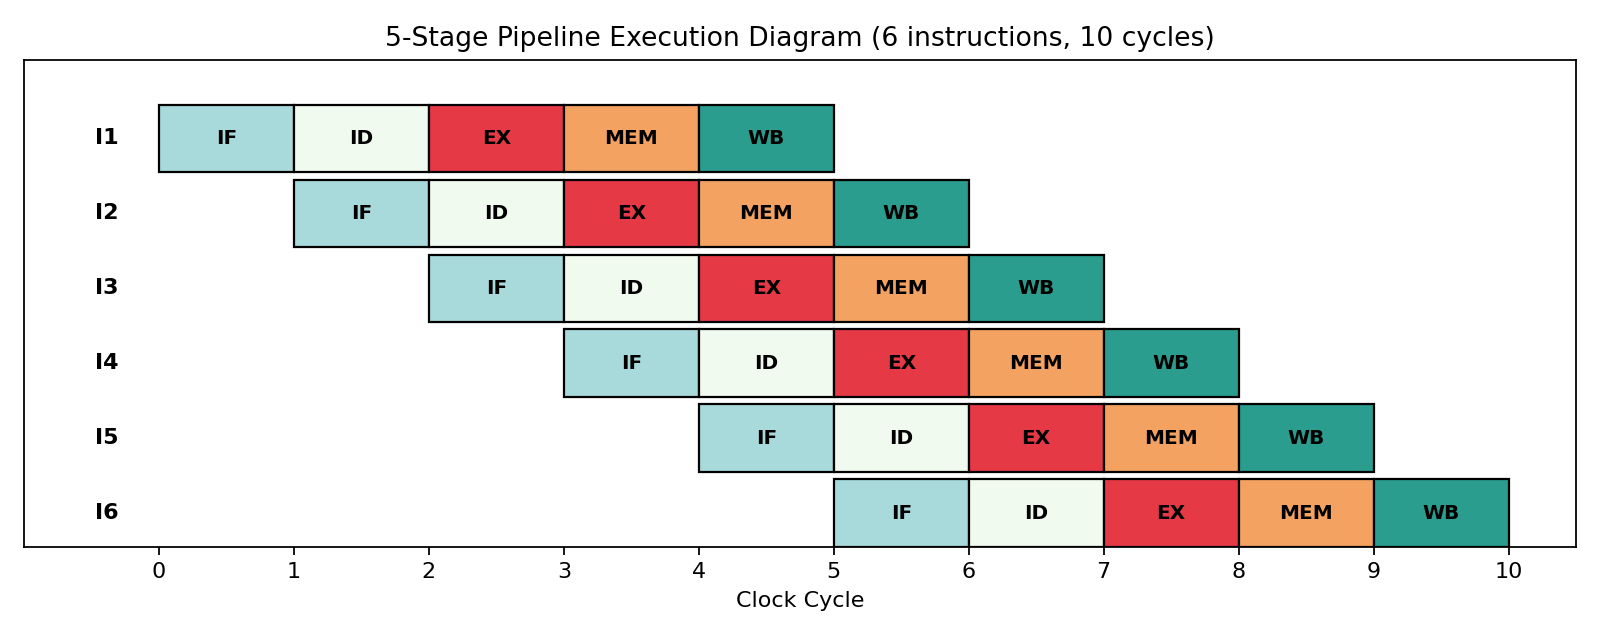 5-Stage Pipeline Execution Diagram (6 instructions, 10 cycles)
I1 IF ID EX MEM WB
I2 IF ID EX MEM WB
I3 IF ID EX MEM WB
I4 IF ID EX MEM WB
I5 IF ID EX MEM WB
I6 IF ID EX MEM WB
0 1 2 3 4 5 6 7 8 9 10
Clock Cycle